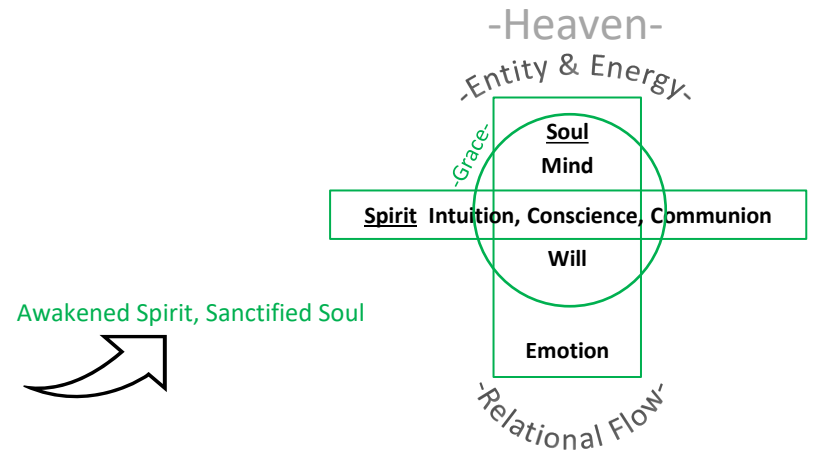 -Heaven-
-Entity & Energy-
-Grace-
Soul
Mind
Spirit Intuition, Conscience, Communion
Will
Awakened Spirit, Sanctified Soul
Emotion
-Relational Flow-